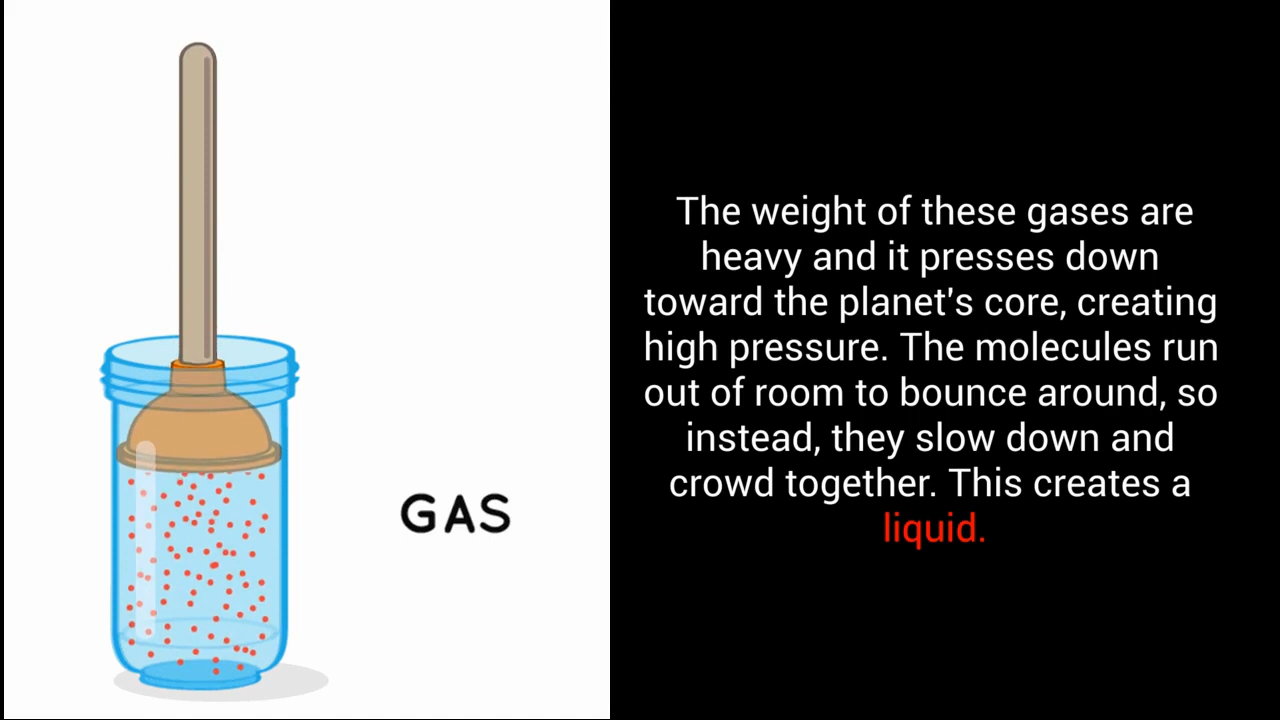 GAS
The weight of these gases are
heavy and it presses down
toward the planet's core, creating
high pressure. The molecules run
out of room to bounce around, so
instead, they slow down and
crowd together. This creates a
liquid.